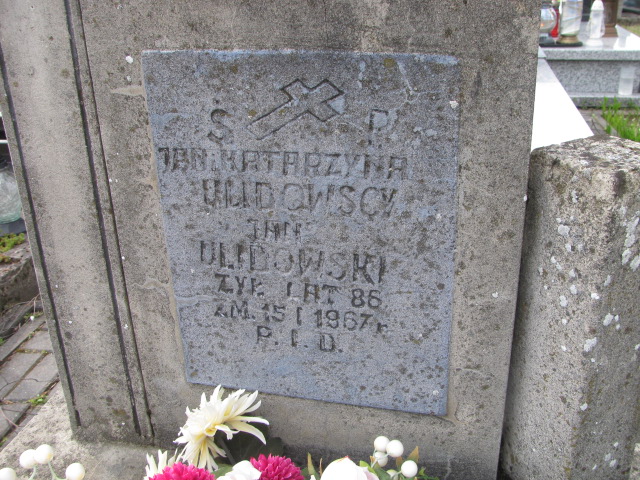 Ś P.
JAN. KATARZYNA
ULIDOWSCY
JAN
ULIDOWSKI
ŻYŁ LAT 86
ZM. 15 I 1967 r.
P. I. D.